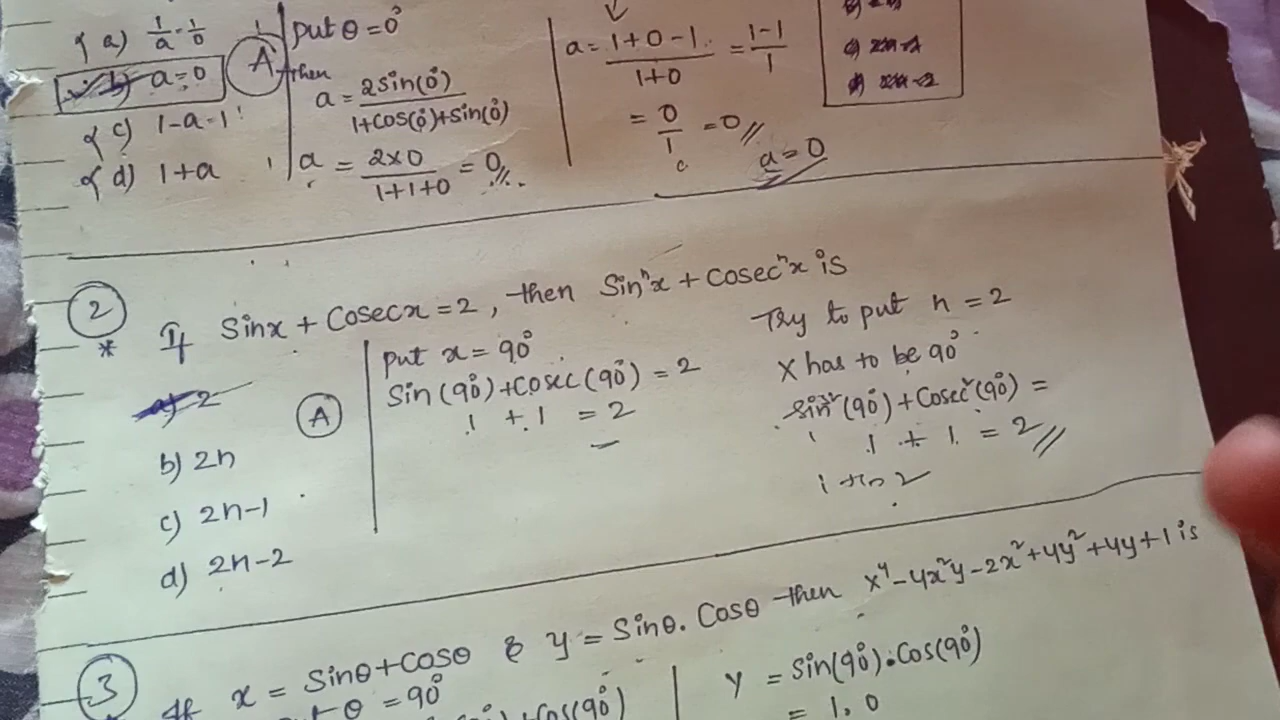 a) 1/a = 1/0
b) a = 0
c) 1-a = 1
d) 1+a
A
put θ = 0°
then
a = 2sin(0°) / 1+cos(0°)+sin(0°)
a = 2×0 / 1+1+0 = 0//
a = 1+0-1 / 1+0 = 1-1 / 1
= 0/1 = 0//
a = 0
2
* If Sinx + Cosecx = 2, then Sinⁿx + Cosecⁿx is
a) 2
b) 2n
c) 2n-1
d) 2n-2
A
put x = 90°
Sin(90°)+Cosec(90°) = 2
1 + 1 = 2
Try to put n = 2
x has to be 90°
sin²(90°) + Cosec²(90°) =
1 + 1 = 2//
3
If x = Sinθ+Cosθ & y = Sinθ.Cosθ then x⁴-4x²y-2x²+4y²+4y+1 is
θ = 90°
+Cos(90°)
y = Sin(90°).Cos(90°)
= 1.0